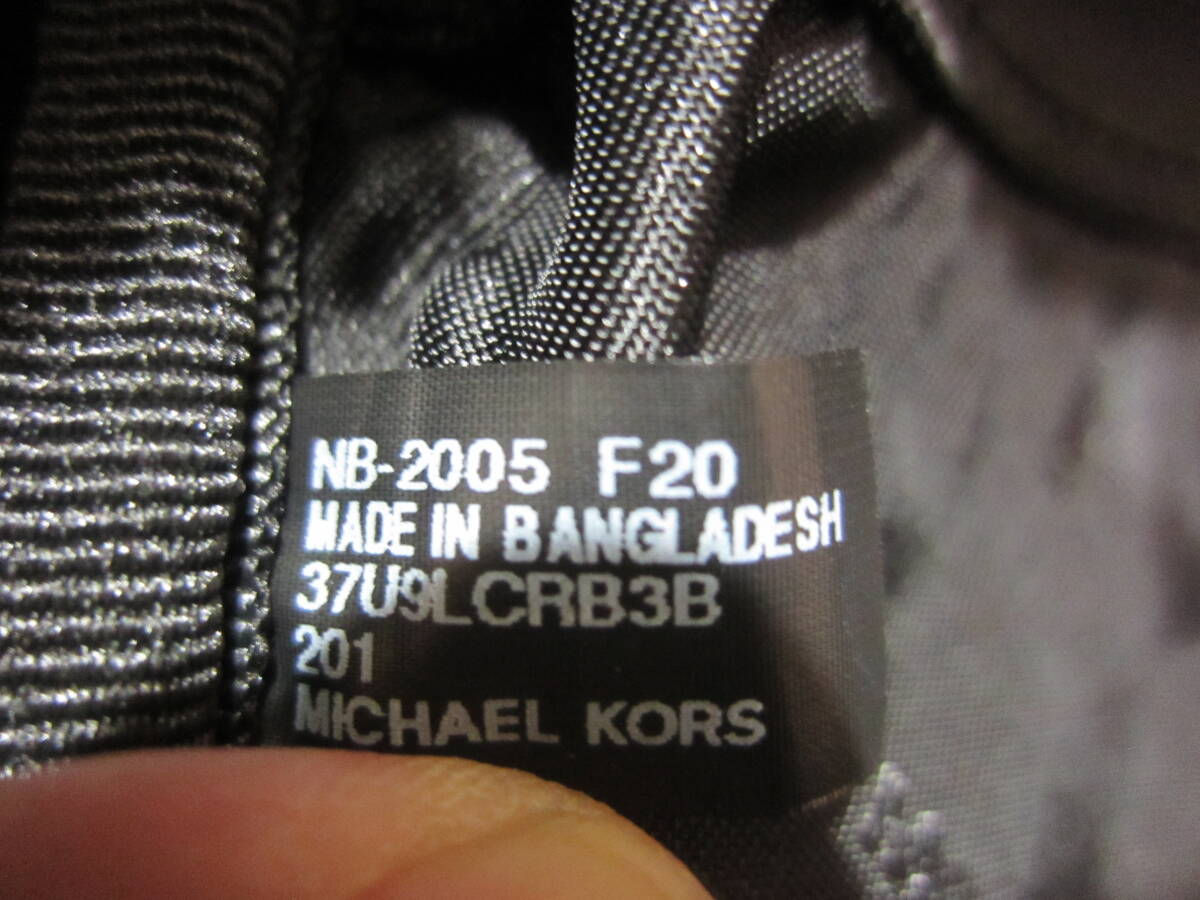 NB-2005 F20
MADE IN BANGLADESH
37U9LCRB3B
201
MICHAEL KORS